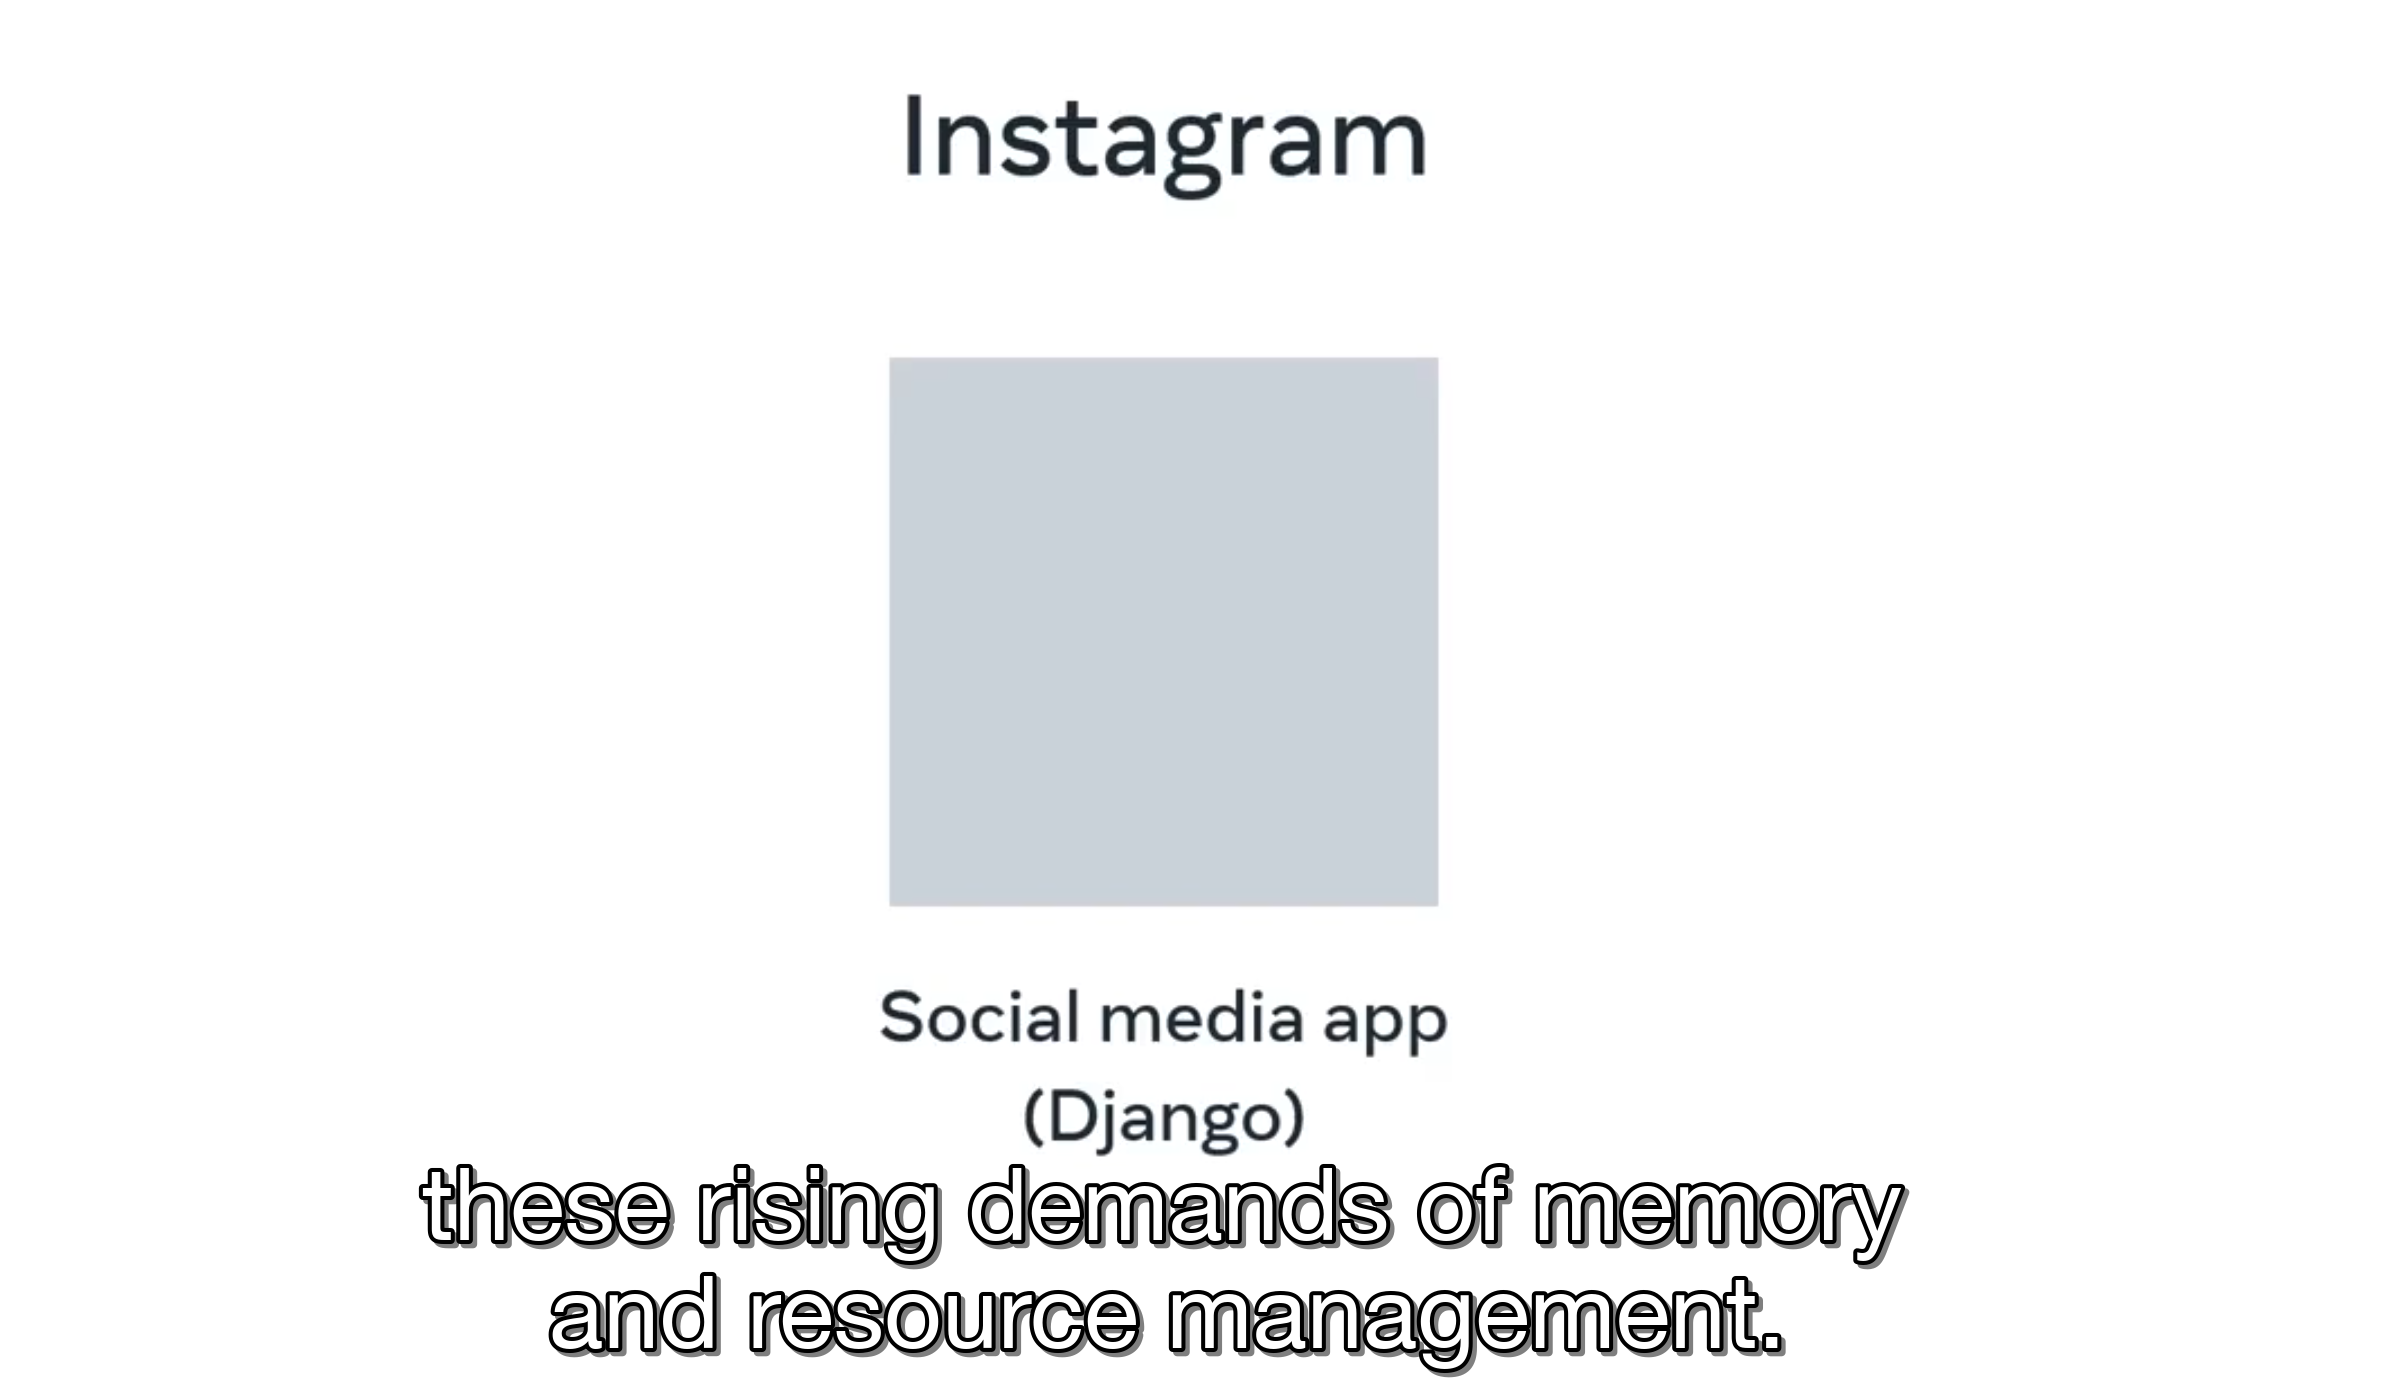 Instagram
Social media app
(Django)
these rising demands of memory
and resource management.